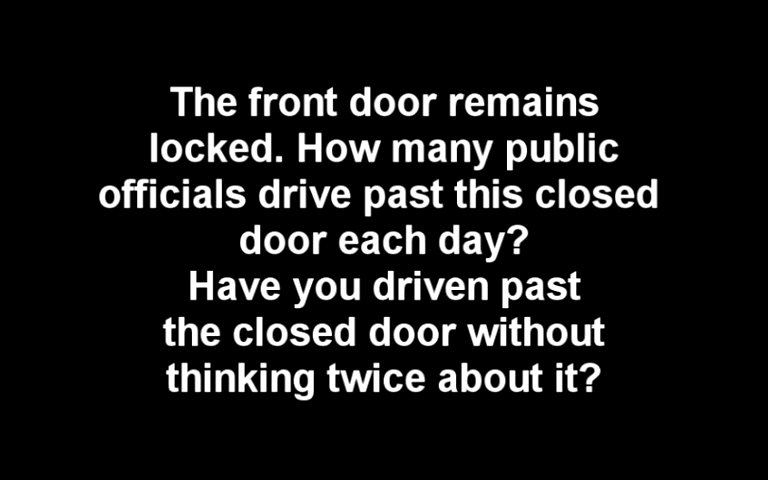 The front door remains
locked. How many public
officials drive past this closed
door each day?
Have you driven past
the closed door without
thinking twice about it?